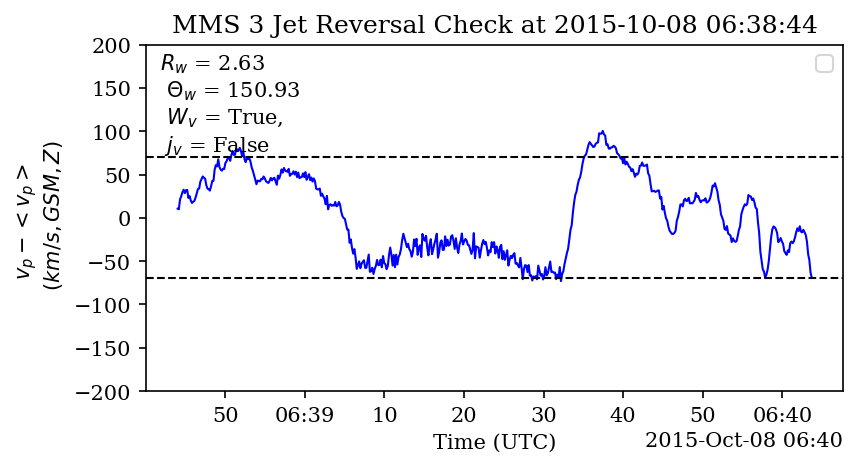 MMS 3 Jet Reversal Check at 2015-10-08 06:38:44
R_w = 2.63
Θ_w = 150.93
W_v = True,
j_v = False
v_p − < v_p >
(km/s, GSM, Z)
200
150
100
50
0
−50
−100
−150
−200
50 06:39 10 20 30 40 50 06:40
Time (UTC)
2015-Oct-08 06:40